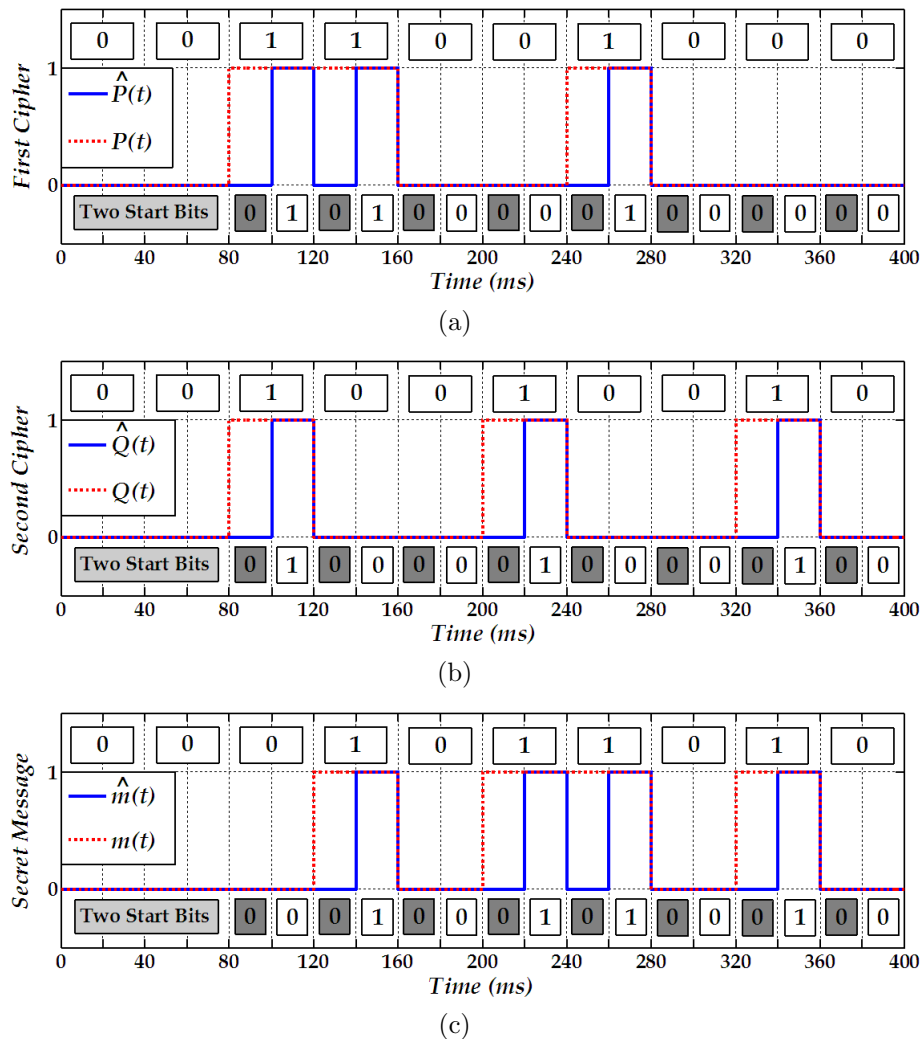 0 0 1 1 0 0 1 0 0 0
First Cipher
1
P̂(t)
P(t)
0
Two Start Bits 0 1 0 1 0 0 0 0 0 1 0 0 0 0 0 0
0 40 80 120 160 200 240 280 320 360 400
Time (ms)
(a)
0 0 1 0 0 1 0 0 1 0
Second Cipher
1
Q̂(t)
Q(t)
0
Two Start Bits 0 1 0 0 0 0 0 1 0 0 0 0 0 1 0 0
0 40 80 120 160 200 240 280 320 360 400
Time (ms)
(b)
0 0 0 1 0 1 1 0 1 0
Secret Message
1
m̂(t)
m(t)
0
Two Start Bits 0 0 0 1 0 0 0 1 0 1 0 0 0 1 0 0
0 40 80 120 160 200 240 280 320 360 400
Time (ms)
(c)